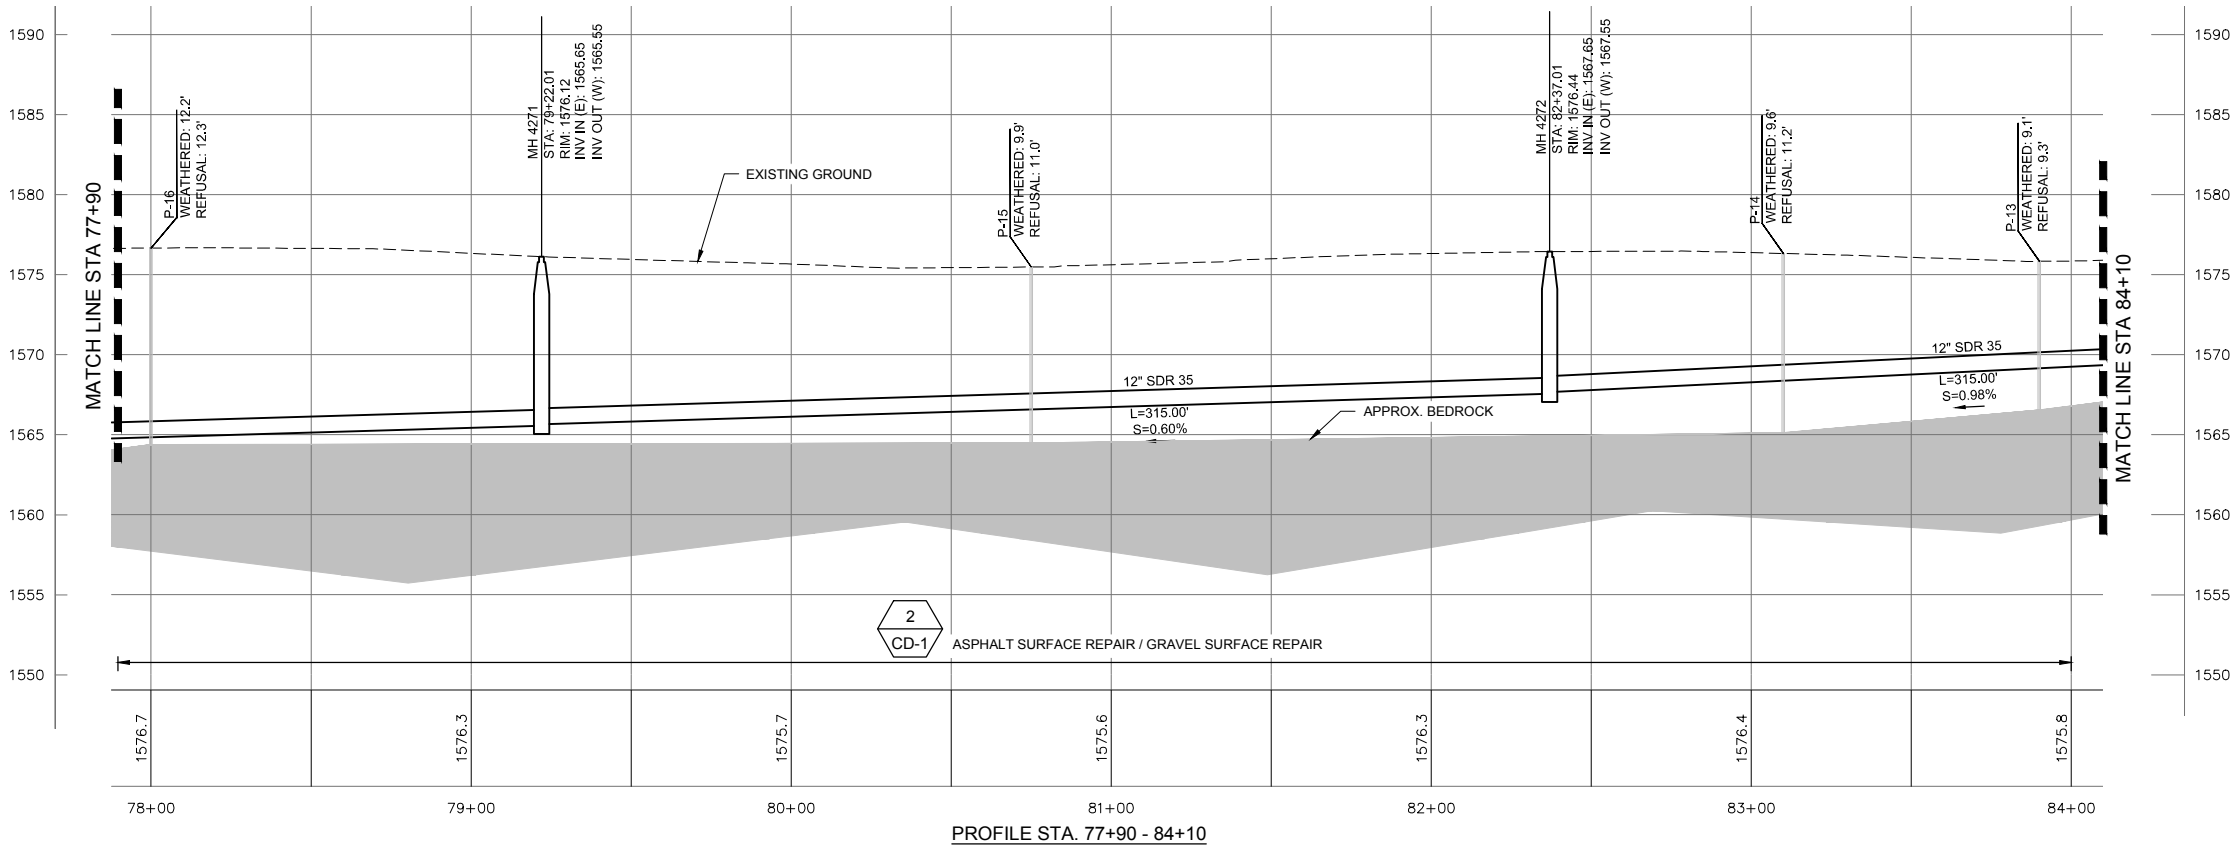 1590
1585
1580
1575
1570
1565
1560
1555
1550
MATCH LINE STA 77+90
P-16
WEATHERED: 12.2'
REFUSAL: 12.3'
MH 4271
STA: 79+22.01
RIM: 1576.12
INV IN (E): 1565.65
INV OUT (W): 1565.55
EXISTING GROUND
P-15
WEATHERED: 9.9'
REFUSAL: 11.0'
MH 4272
STA: 82+37.01
RIM: 1576.44
INV IN (E): 1567.65
INV OUT (W): 1567.55
P-14
WEATHERED: 9.6'
REFUSAL: 11.2'
P-13
WEATHERED: 9.1'
REFUSAL: 9.3'
MATCH LINE STA 84+10
1590
1585
1580
1575
1570
1565
1560
1555
1550
12" SDR 35
L=315.00'
S=0.60%
APPROX. BEDROCK
12" SDR 35
L=315.00'
S=0.98%
2
CD-1
ASPHALT SURFACE REPAIR / GRAVEL SURFACE REPAIR
1576.7
1576.3
1575.7
1575.6
1576.3
1576.4
1575.8
78+00
79+00
80+00
81+00
82+00
83+00
84+00
PROFILE STA. 77+90 - 84+10